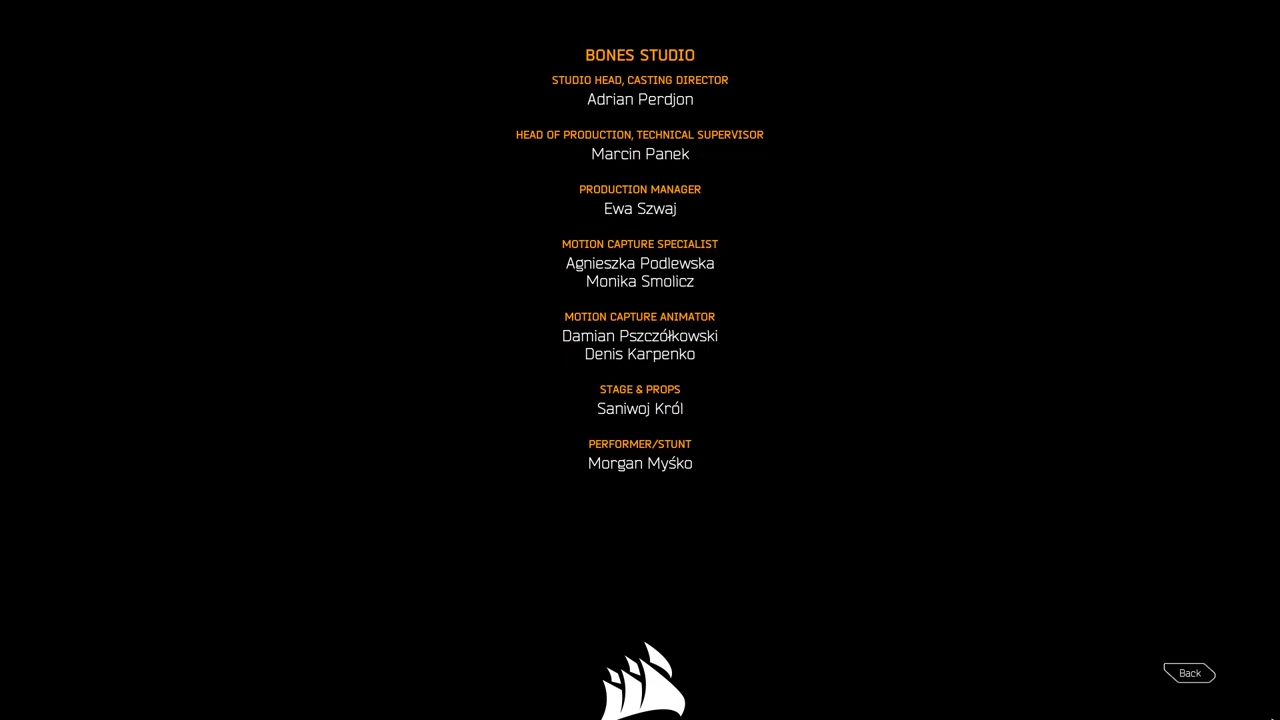 BONES STUDIO
STUDIO HEAD, CASTING DIRECTOR
Adrian Perdjon
HEAD OF PRODUCTION, TECHNICAL SUPERVISOR
Marcin Panek
PRODUCTION MANAGER
Ewa Szwaj
MOTION CAPTURE SPECIALIST
Agnieszka Podlewska
Monika Smolicz
MOTION CAPTURE ANIMATOR
Damian Pszczółkowski
Denis Karpenko
STAGE & PROPS
Saniwoj Król
PERFORMER/STUNT
Morgan Myśko
Back